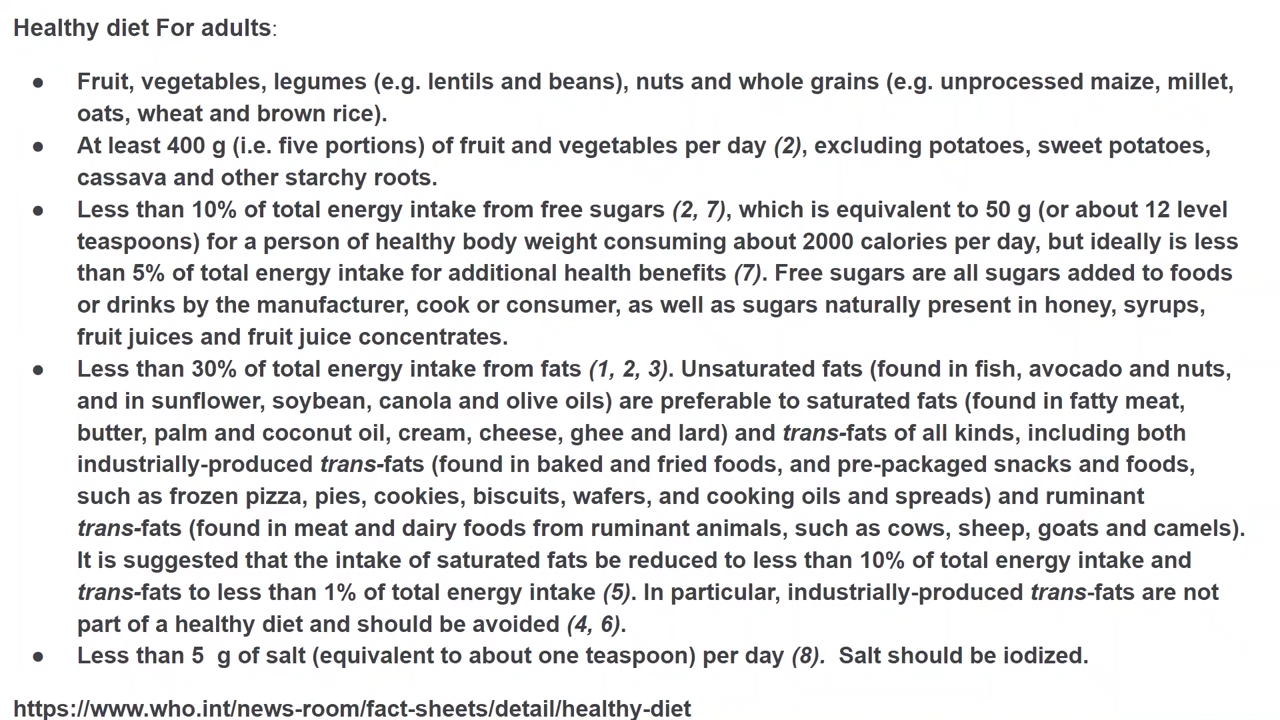 Healthy diet For adults:
● Fruit, vegetables, legumes (e.g. lentils and beans), nuts and whole grains (e.g. unprocessed maize, millet,
oats, wheat and brown rice).
● At least 400 g (i.e. five portions) of fruit and vegetables per day (2), excluding potatoes, sweet potatoes,
cassava and other starchy roots.
● Less than 10% of total energy intake from free sugars (2, 7), which is equivalent to 50 g (or about 12 level
teaspoons) for a person of healthy body weight consuming about 2000 calories per day, but ideally is less
than 5% of total energy intake for additional health benefits (7). Free sugars are all sugars added to foods
or drinks by the manufacturer, cook or consumer, as well as sugars naturally present in honey, syrups,
fruit juices and fruit juice concentrates.
● Less than 30% of total energy intake from fats (1, 2, 3). Unsaturated fats (found in fish, avocado and nuts,
and in sunflower, soybean, canola and olive oils) are preferable to saturated fats (found in fatty meat,
butter, palm and coconut oil, cream, cheese, ghee and lard) and trans-fats of all kinds, including both
industrially-produced trans-fats (found in baked and fried foods, and pre-packaged snacks and foods,
such as frozen pizza, pies, cookies, biscuits, wafers, and cooking oils and spreads) and ruminant
trans-fats (found in meat and dairy foods from ruminant animals, such as cows, sheep, goats and camels).
It is suggested that the intake of saturated fats be reduced to less than 10% of total energy intake and
trans-fats to less than 1% of total energy intake (5). In particular, industrially-produced trans-fats are not
part of a healthy diet and should be avoided (4, 6).
● Less than 5  g of salt (equivalent to about one teaspoon) per day (8).  Salt should be iodized.
https://www.who.int/news-room/fact-sheets/detail/healthy-diet